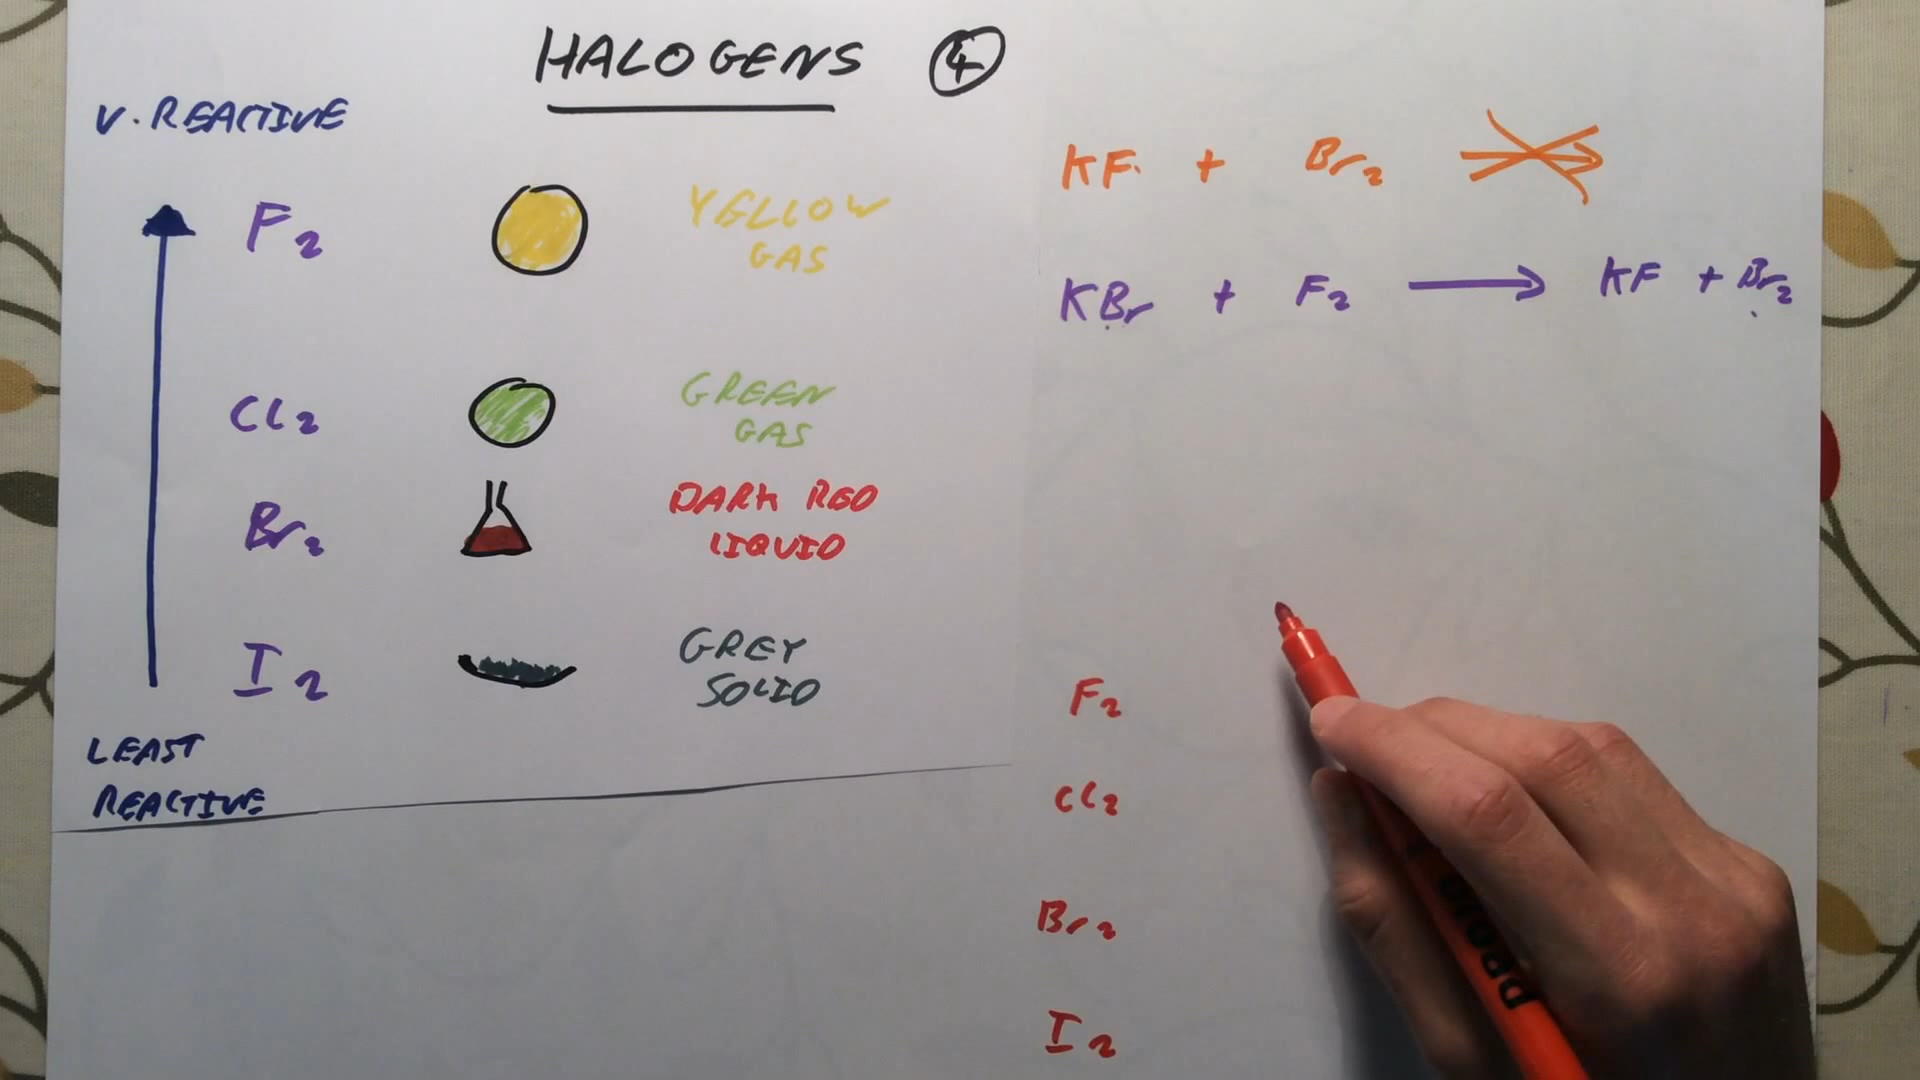 HALOGENS 4
V. REACTIVE
F2 YELLOW
GAS
Cl2 GREEN
GAS
Br2 DARK RED
LIQUID
I2 GREY
SOLID
LEAST
REACTIVE
KF + Br2
KBr + F2 → KF + Br2
F2
Cl2
Br2
I2